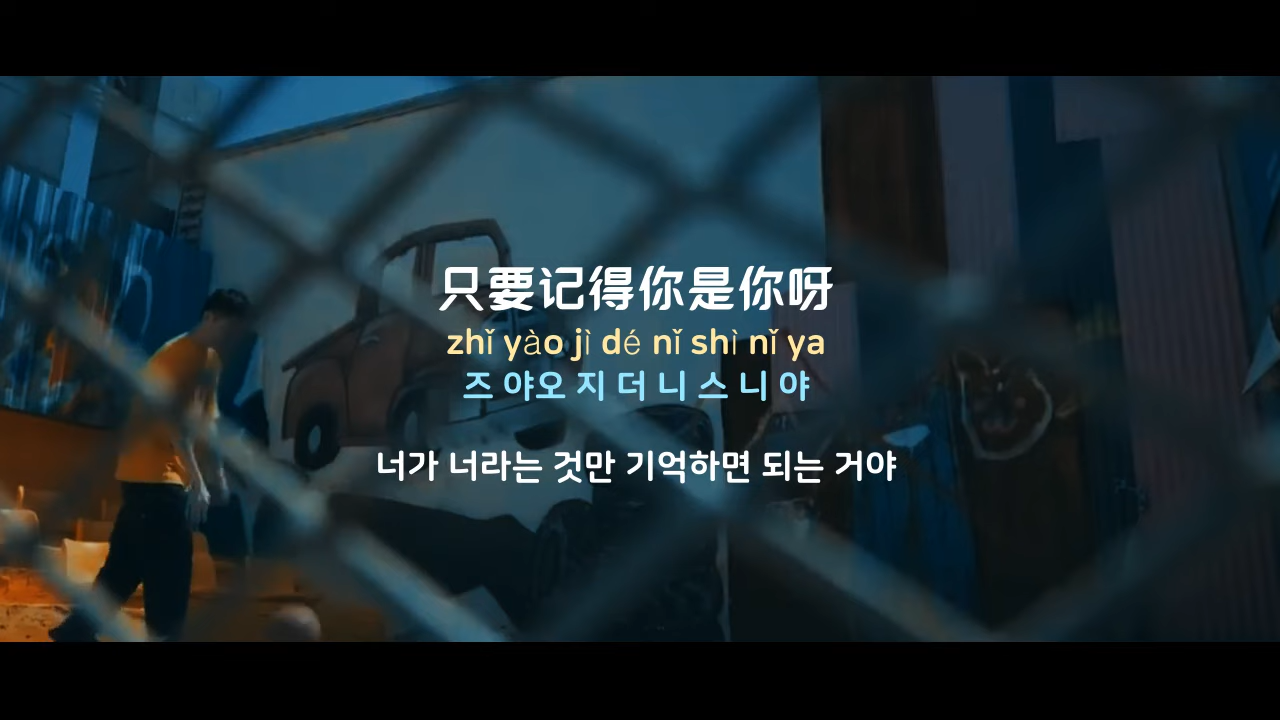 只要记得你是你呀
zhǐ yào jì dé nǐ shì nǐ ya
즈 야오 지 더 니 스 니 야
너가 너라는 것만 기억하면 되는 거야